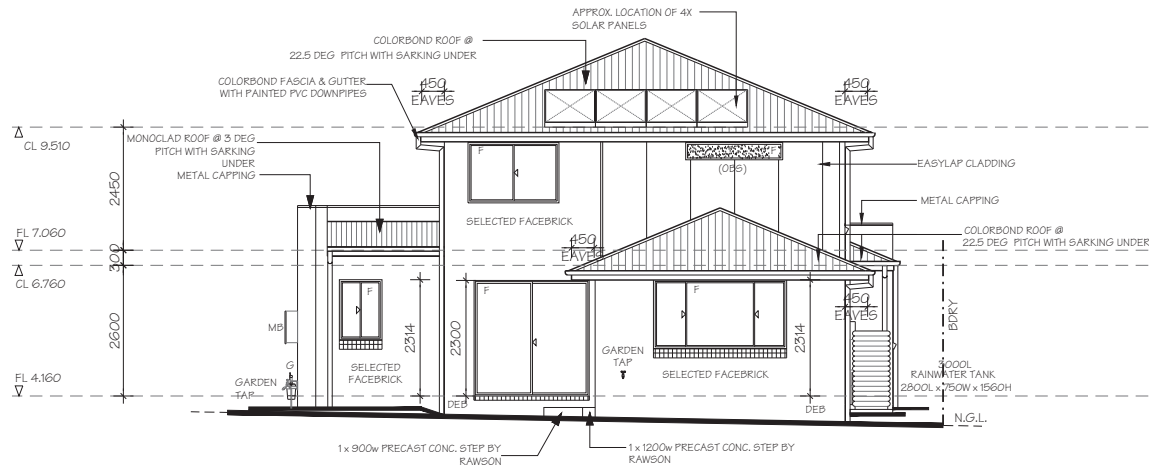 APPROX. LOCATION OF 4X
SOLAR PANELS
COLORBOND ROOF @
22.5 DEG PITCH WITH SARKING UNDER
COLORBOND FASCIA & GUTTER
WITH PAINTED PVC DOWNPIPES
450
EAVES
450
EAVES
CL 9.510
MONOCLAD ROOF @ 3 DEG
PITCH WITH SARKING
UNDER
METAL CAPPING
F
F
(OBS)
EASYLAP CLADDING
2450
SELECTED FACEBRICK
METAL CAPPING
FL 7.060
450
EAVES
COLORBOND ROOF @
22.5 DEG PITCH WITH SARKING UNDER
300
CL 6.760
F
F
F
450
EAVES
BDRY
MB
2600
2314
2300
2314
GARDEN
TAP
SELECTED
FACEBRICK
SELECTED FACEBRICK
3000L
RAINWATER TANK
2800L x 750W x 1560H
G
GARDEN
TAP
FL 4.160
DEB
DEB
N.G.L.
1 x 900w PRECAST CONC. STEP BY
RAWSON
1 x 1200w PRECAST CONC. STEP BY
RAWSON